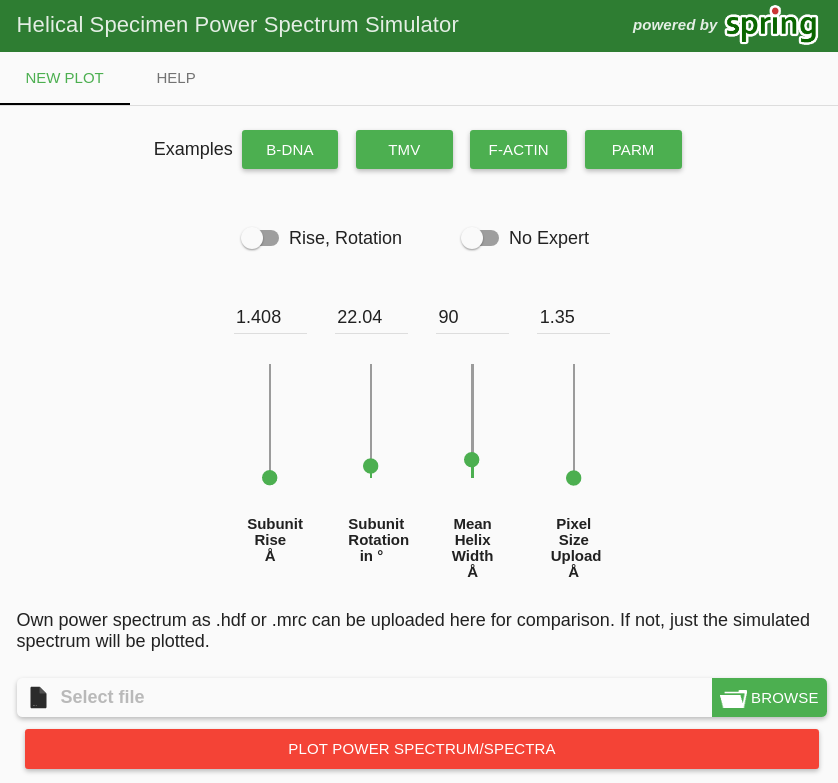 Helical Specimen Power Spectrum Simulator
powered by spring
NEW PLOT HELP
Examples B-DNA TMV F-ACTIN PARM
Rise, Rotation No Expert
1.408 22.04 90 1.35
Subunit Rise Å
Subunit Rotation in °
Mean Helix Width Å
Pixel Size Upload Å
Own power spectrum as .hdf or .mrc can be uploaded here for comparison. If not, just the simulated
spectrum will be plotted.
Select file BROWSE
PLOT POWER SPECTRUM/SPECTRA